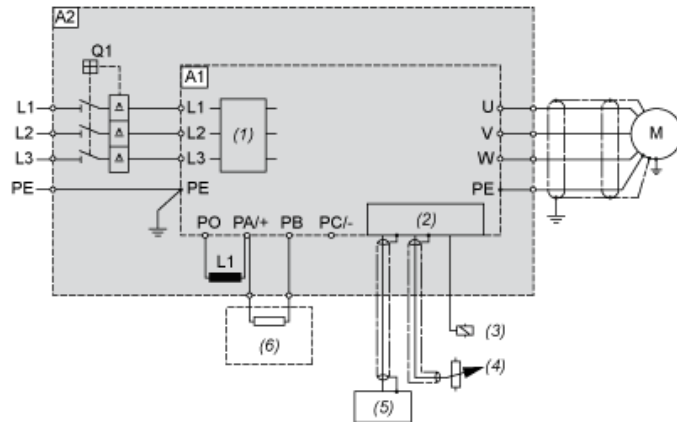 A2
Q1
A1
L1 L1 U
L2 (1) L2 V M
L3 L3 W
PE PE PE
(2)
PO PA/+ PB PC/-
L1
(3)
(6)
(4)
(5)